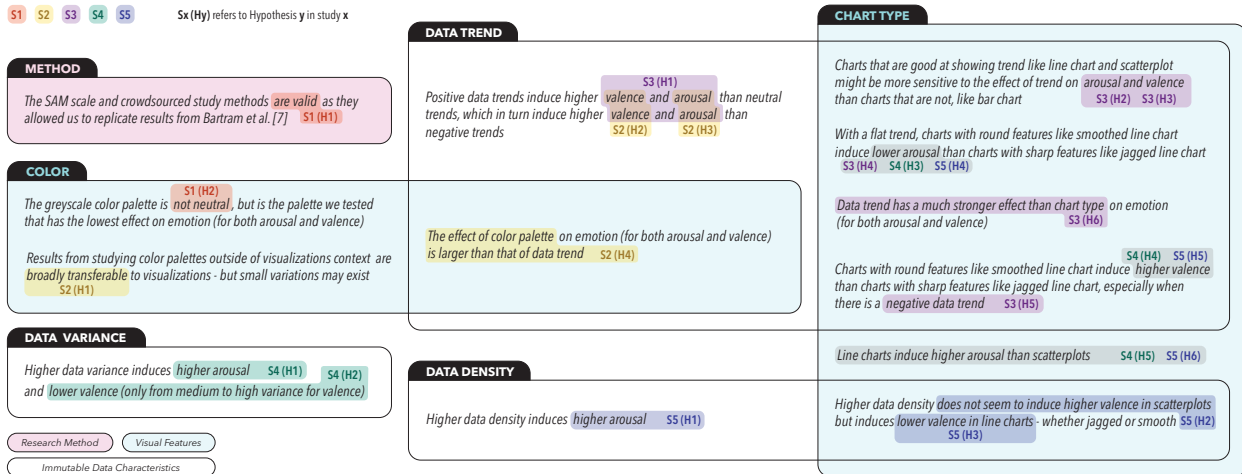 S1 S2 S3 S4 S5 Sx (Hy) refers to Hypothesis y in study x
METHOD
The SAM scale and crowdsourced study methods are valid as they
allowed us to replicate results from Bartram et al. [7] S1 (H1)
COLOR
S1 (H2)
The greyscale color palette is not neutral, but is the palette we tested
that has the lowest effect on emotion (for both arousal and valence)
Results from studying color palettes outside of visualizations context are
broadly transferable to visualizations - but small variations may exist
S2 (H1)
DATA VARIANCE
Higher data variance induces higher arousal S4 (H1) S4 (H2)
and lower valence (only from medium to high variance for valence)
Research Method Visual Features
Immutable Data Characteristics
DATA TREND
S3 (H1)
Positive data trends induce higher valence and arousal than neutral
trends, which in turn induce higher valence and arousal than
negative trends S2 (H2) S2 (H3)
The effect of color palette on emotion (for both arousal and valence)
is larger than that of data trend S2 (H4)
DATA DENSITY
Higher data density induces higher arousal S5 (H1)
CHART TYPE
Charts that are good at showing trend like line chart and scatterplot
might be more sensitive to the effect of trend on arousal and valence
than charts that are not, like bar chart S3 (H2) S3 (H3)
With a flat trend, charts with round features like smoothed line chart
induce lower arousal than charts with sharp features like jagged line chart
S3 (H4) S4 (H3) S5 (H4)
Data trend has a much stronger effect than chart type on emotion
(for both arousal and valence) S3 (H6)
S4 (H4) S5 (H5)
Charts with round features like smoothed line chart induce higher valence
than charts with sharp features like jagged line chart, especially when
there is a negative data trend S3 (H5)
Line charts induce higher arousal than scatterplots S4 (H5) S5 (H6)
Higher data density does not seem to induce higher valence in scatterplots
but induces lower valence in line charts - whether jagged or smooth S5 (H2)
S5 (H3)